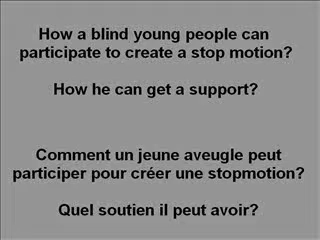 How a blind young people can
participate to create a stop motion?
How he can get a support?
Comment un jeune aveugle peut
participer pour créer une stopmotion?
Quel soutien il peut avoir?